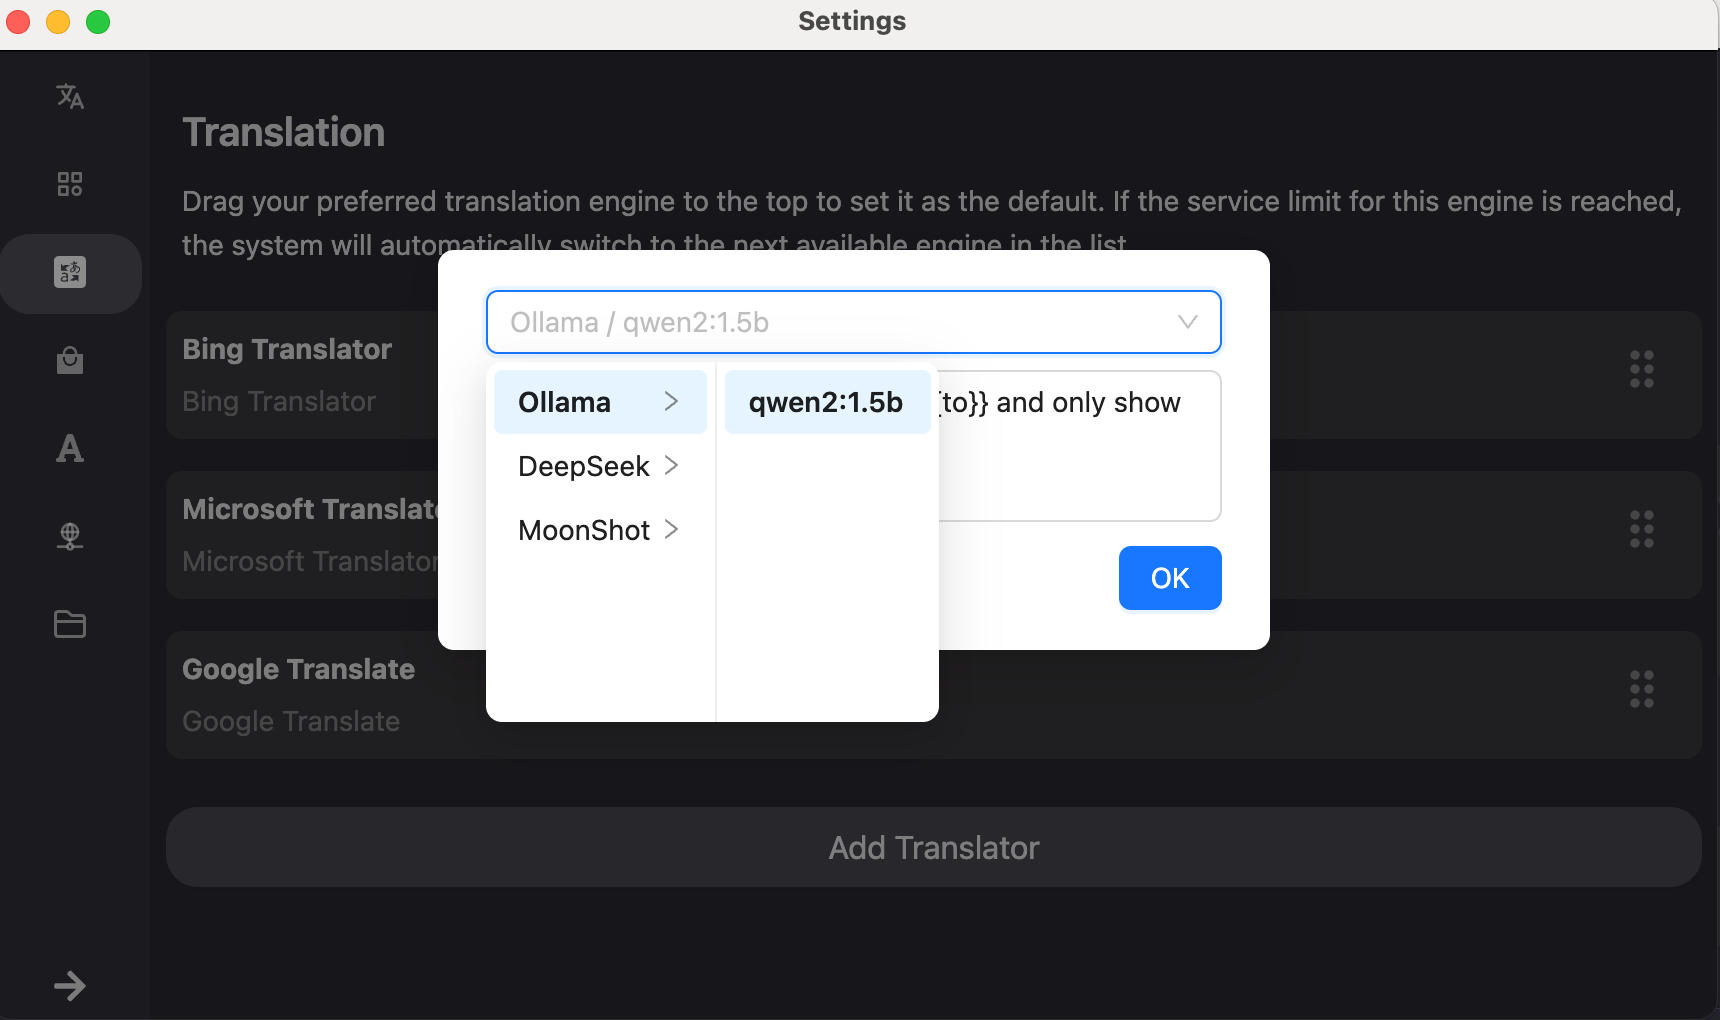 Settings
Translation
Drag your preferred translation engine to the top to set it as the default. If the service limit for this engine is reached,
the system will automatically switch to the next available engine in the list
Bing Translator
Bing Translator
Microsoft Translato
Microsoft Translator
Google Translate
Google Translate
Add Translator
Ollama / qwen2:1.5b
Ollama
DeepSeek
MoonShot
qwen2:1.5b
{to}} and only show
OK